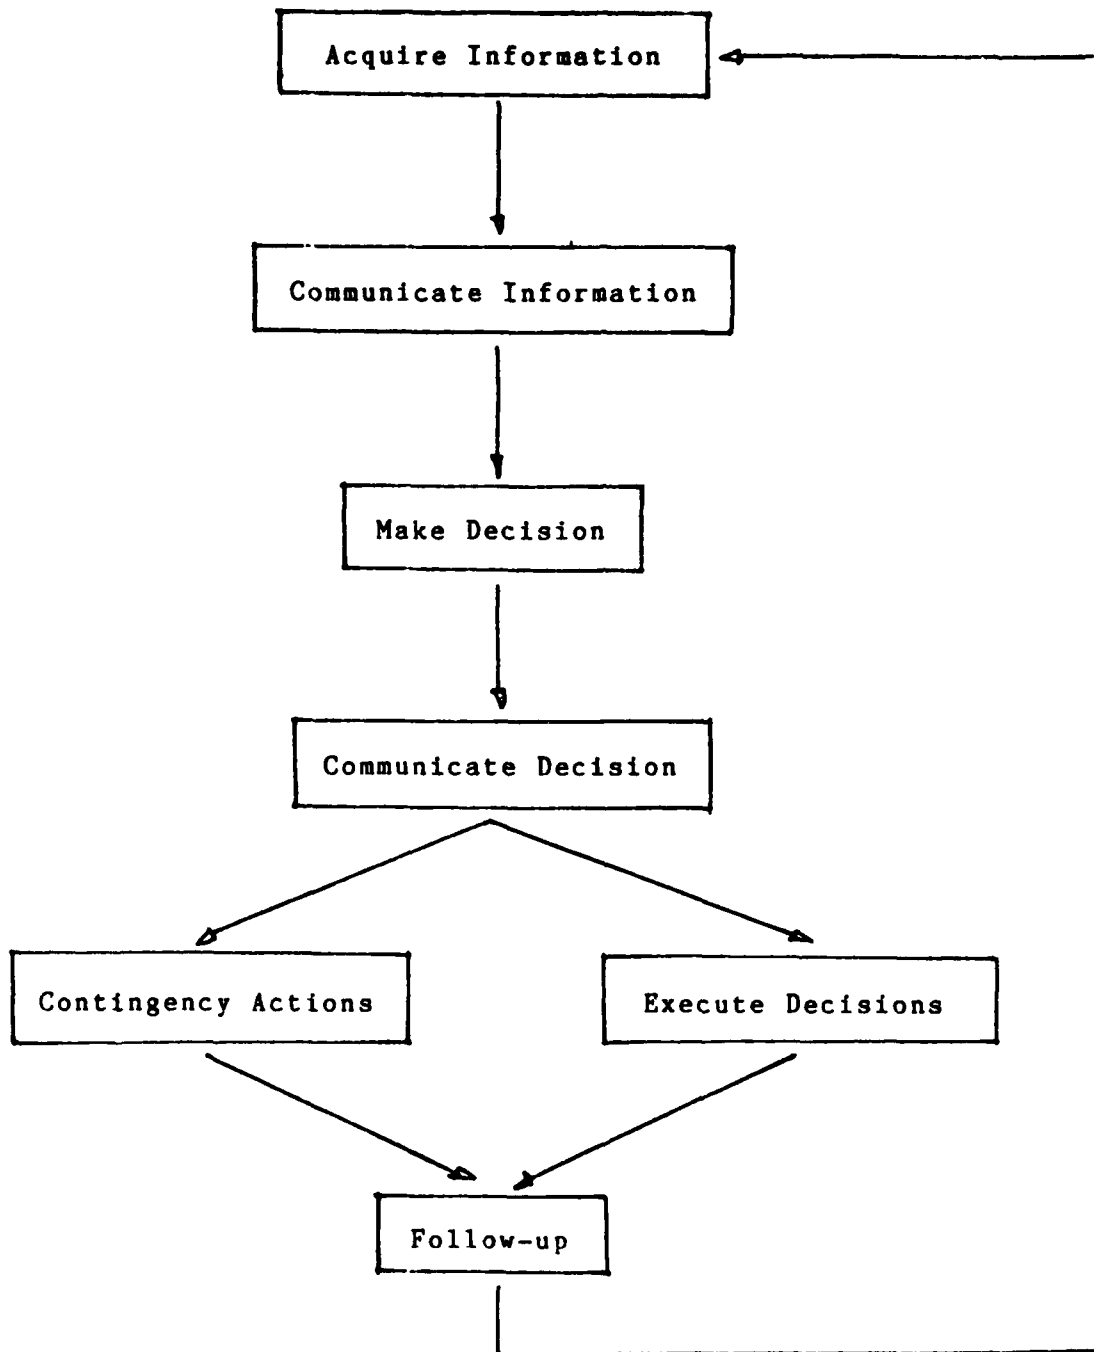 Acquire Information
Communicate Information
Make Decision
Communicate Decision
Contingency Actions
Execute Decisions
Follow-up